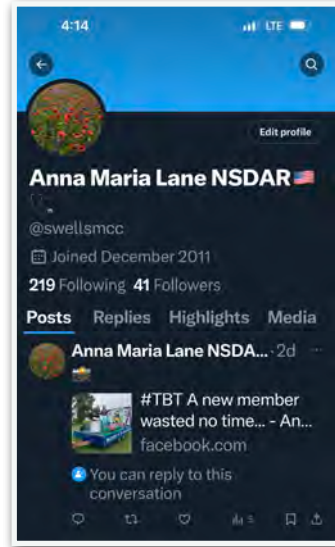 4:14 LTE
Edit profile
Anna Maria Lane NSDAR
@swellsmcc
Joined December 2011
219 Following 41 Followers
Posts Replies Highlights Media
Anna Maria Lane NSDA... · 2d ...
#TBT A new member
wasted no time... - An...
facebook.com
You can reply to this
conversation
5